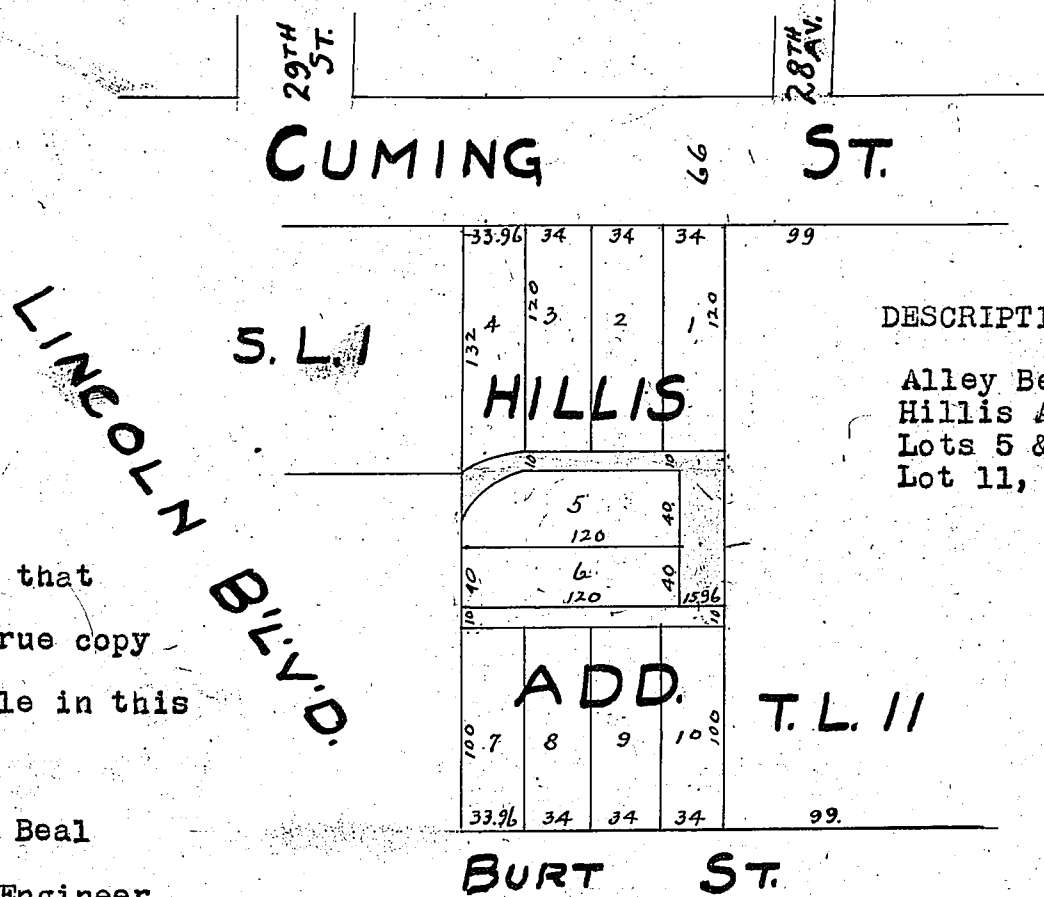 29TH ST.
28TH AV.
CUMING 66 ST.
33.96 34 34 34 99
LINCOLN B'L'V'D.
S. L. 1
132 4 120 3 2 1 120
HILLIS
DESCRIPTI
Alley Be
Hillis A
Lots 5 &
Lot 11,
10 10
5 40
120
40 6 40
120 15.96
10 10
that
rue copy
le in this
Beal
Engineer
ADD.
T. L. 11
100 7 8 9 10 100
33.96 34 34 34 99.
BURT ST.